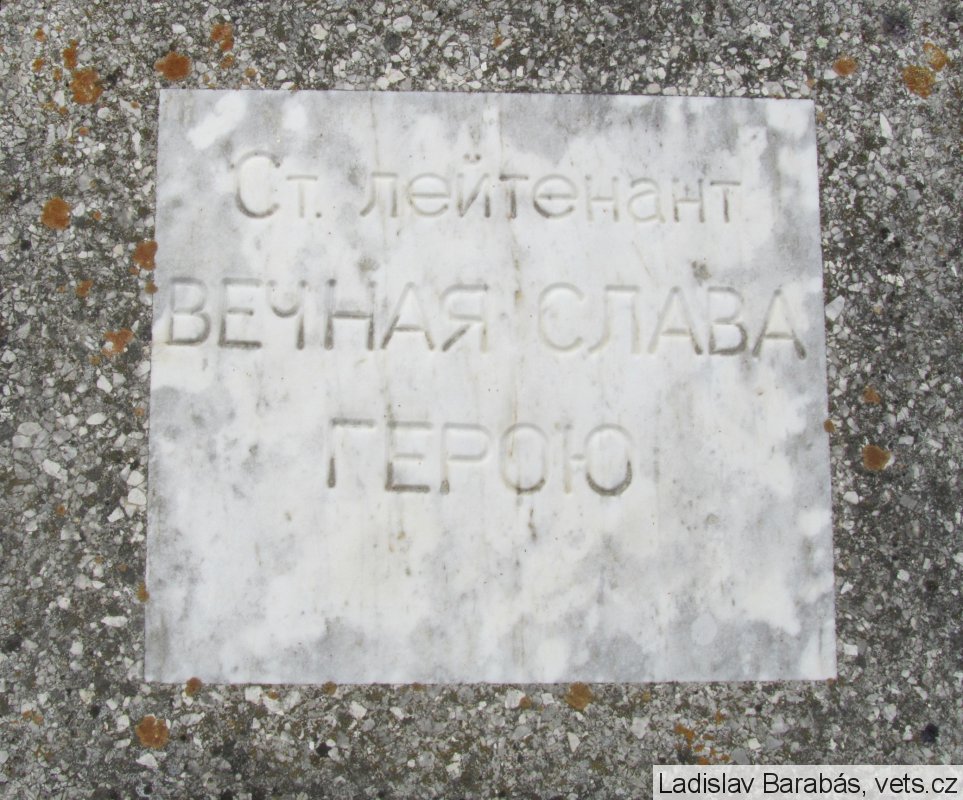 Ст. лейтенант
ВЕЧНАЯ СЛАВА
ГЕРОЮ
Ladislav Barabás, vets.cz